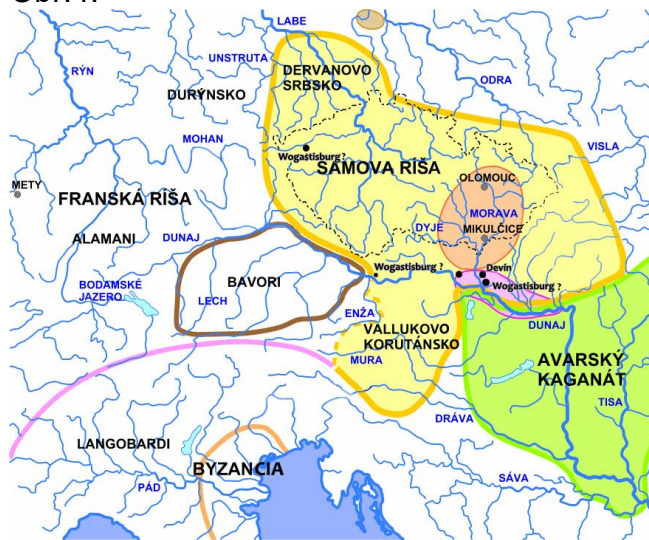 LABE
UNSTRUTA
DERVANOVO
SRBSKO
RÝN
ODRA
DURÝNSKO
MOHAN
VISLA
Wogastisburg ?
SAMOVA RÍŠA
OLOMOUC
METY
FRANSKÁ RÍŠA
MORAVA
ALAMANI
DUNAJ
DYJE
MIKULČICE
BAVORI
Wogastisburg ?
Devín
Wogastisburg ?
BODAMSKÉ
JAZERO
LECH
ENŽA
VALLUKOVO
KORUTÁNSKO
DUNAJ
MURA
AVARSKÝ
KAGANÁT
TISA
DRÁVA
LANGOBARDI
BYZANCIA
SÁVA
PÁD